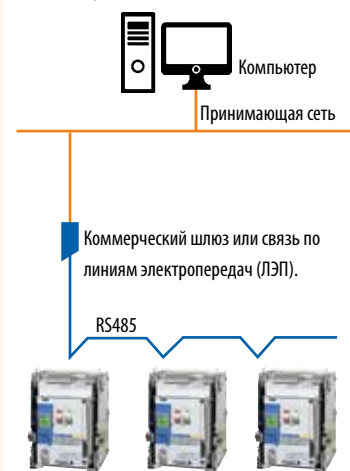 Компьютер
Принимающая сеть
Коммерческий шлюз или связь по
линиям электропередач (ЛЭП).
RS485